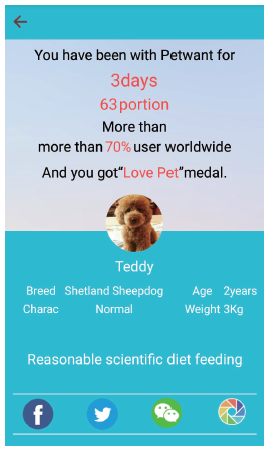 You have been with Petwant for
3days
63portion
More than
more than 70% user worldwide
And you got“Love Pet”medal.
Teddy
Breed Shetland Sheepdog Age 2years
Charac Normal Weight 3Kg
Reasonable scientific diet feeding